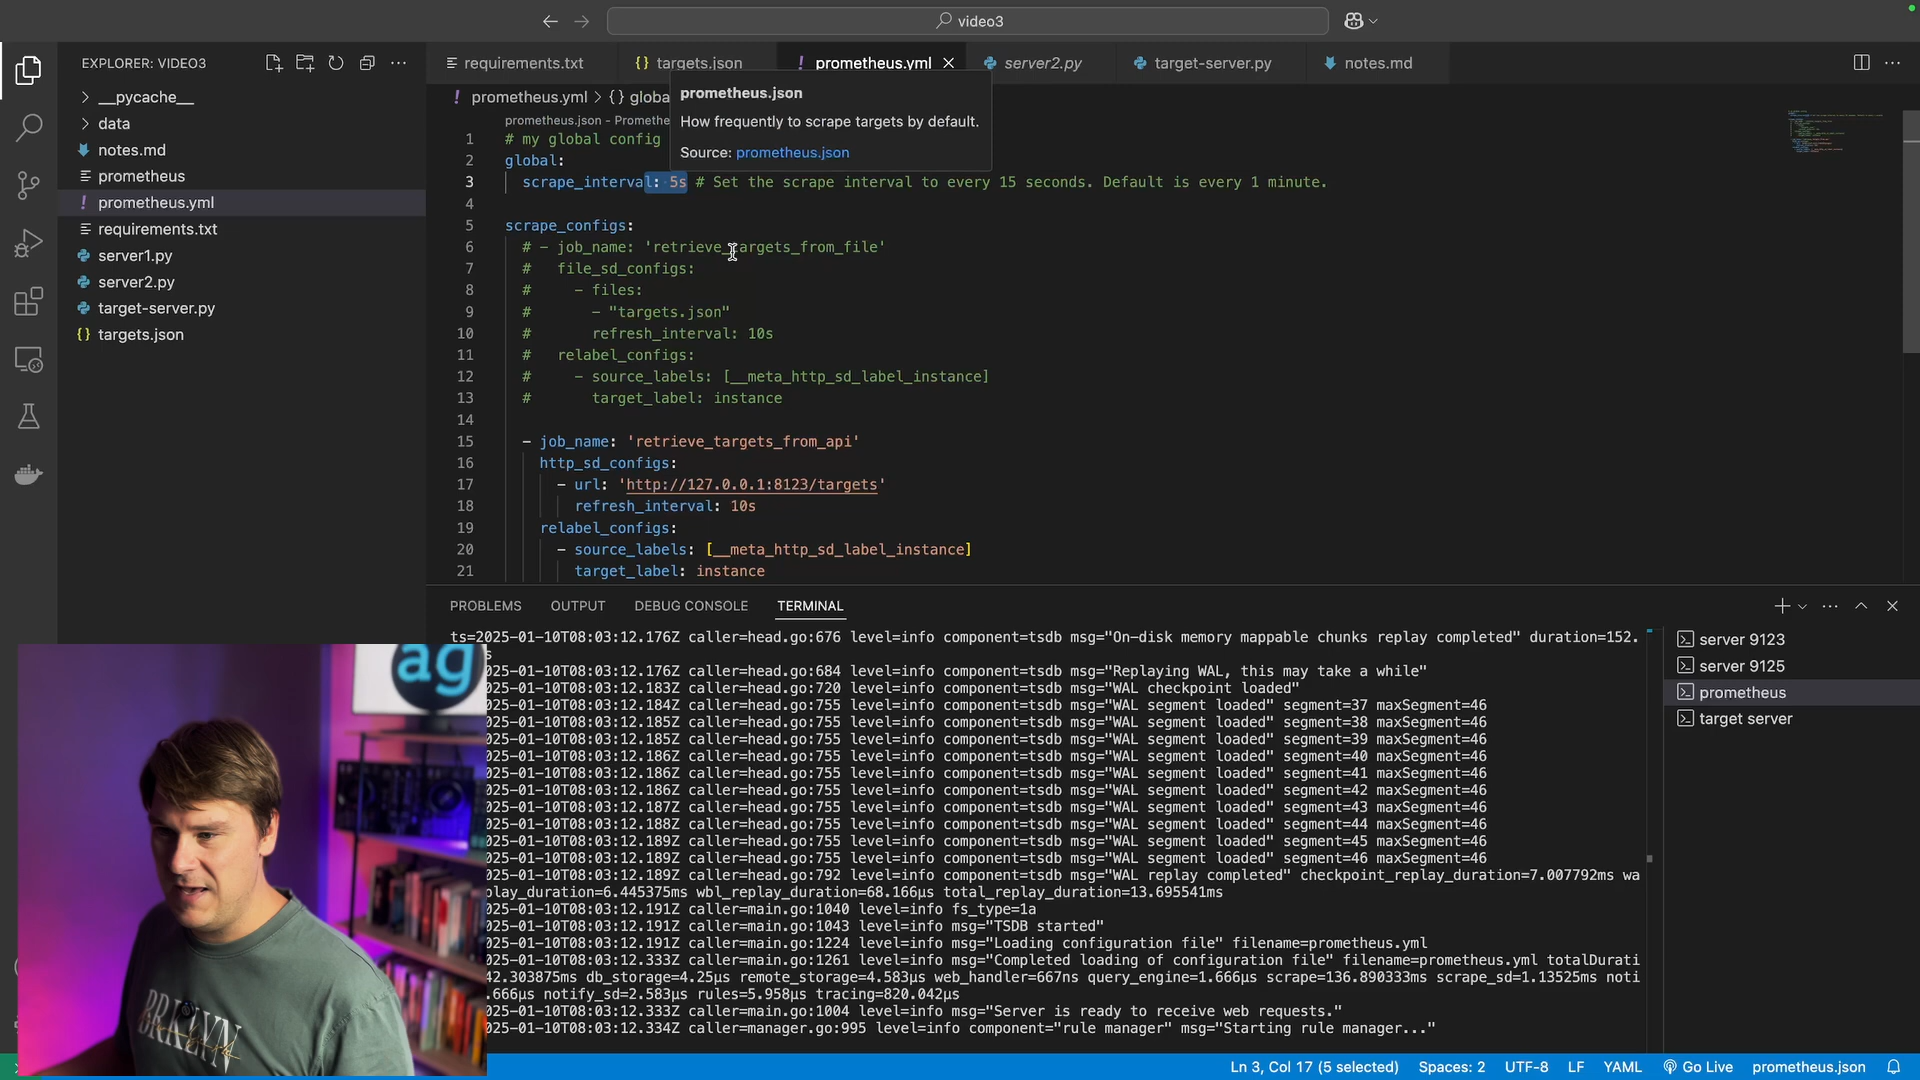 video3
EXPLORER: VIDEO3
requirements.txt
targets.json
prometheus.yml
server2.py
target-server.py
notes.md
__pycache__
data
notes.md
prometheus
prometheus.yml
requirements.txt
server1.py
server2.py
target-server.py
targets.json
prometheus.yml > {} globa
prometheus.json
How frequently to scrape targets by default.
Source: prometheus.json
prometheus.json - Promethe
1 # my global config
2 global:
3 scrape_interval: 5s # Set the scrape interval to every 15 seconds. Default is every 1 minute.
4
5 scrape_configs:
6 # - job_name: 'retrieve_targets_from_file'
7 # file_sd_configs:
8 # - files:
9 # - "targets.json"
10 # refresh_interval: 10s
11 # relabel_configs:
12 # - source_labels: [__meta_http_sd_label_instance]
13 # target_label: instance
14
15 - job_name: 'retrieve_targets_from_api'
16 http_sd_configs:
17 - url: 'http://127.0.0.1:8123/targets'
18 refresh_interval: 10s
19 relabel_configs:
20 - source_labels: [__meta_http_sd_label_instance]
21 target_label: instance
PROBLEMS OUTPUT DEBUG CONSOLE TERMINAL
ts=2025-01-10T08:03:12.176Z caller=head.go:676 level=info component=tsdb msg="On-disk memory mappable chunks replay completed" duration=152.
s
025-01-10T08:03:12.176Z caller=head.go:684 level=info component=tsdb msg="Replaying WAL, this may take a while"
025-01-10T08:03:12.183Z caller=head.go:720 level=info component=tsdb msg="WAL checkpoint loaded"
025-01-10T08:03:12.184Z caller=head.go:755 level=info component=tsdb msg="WAL segment loaded" segment=37 maxSegment=46
025-01-10T08:03:12.185Z caller=head.go:755 level=info component=tsdb msg="WAL segment loaded" segment=38 maxSegment=46
025-01-10T08:03:12.185Z caller=head.go:755 level=info component=tsdb msg="WAL segment loaded" segment=39 maxSegment=46
025-01-10T08:03:12.186Z caller=head.go:755 level=info component=tsdb msg="WAL segment loaded" segment=40 maxSegment=46
025-01-10T08:03:12.186Z caller=head.go:755 level=info component=tsdb msg="WAL segment loaded" segment=41 maxSegment=46
025-01-10T08:03:12.186Z caller=head.go:755 level=info component=tsdb msg="WAL segment loaded" segment=42 maxSegment=46
025-01-10T08:03:12.187Z caller=head.go:755 level=info component=tsdb msg="WAL segment loaded" segment=43 maxSegment=46
025-01-10T08:03:12.188Z caller=head.go:755 level=info component=tsdb msg="WAL segment loaded" segment=44 maxSegment=46
025-01-10T08:03:12.189Z caller=head.go:755 level=info component=tsdb msg="WAL segment loaded" segment=45 maxSegment=46
025-01-10T08:03:12.189Z caller=head.go:755 level=info component=tsdb msg="WAL segment loaded" segment=46 maxSegment=46
025-01-10T08:03:12.189Z caller=head.go:792 level=info component=tsdb msg="WAL replay completed" checkpoint_replay_duration=7.007792ms wa
play_duration=6.445375ms wbl_replay_duration=68.166µs total_replay_duration=13.695541ms
025-01-10T08:03:12.191Z caller=main.go:1040 level=info fs_type=1a
025-01-10T08:03:12.191Z caller=main.go:1043 level=info msg="TSDB started"
025-01-10T08:03:12.191Z caller=main.go:1224 level=info msg="Loading configuration file" filename=prometheus.yml
025-01-10T08:03:12.333Z caller=main.go:1261 level=info msg="Completed loading of configuration file" filename=prometheus.yml totalDurati
42.303875ms db_storage=4.25µs remote_storage=4.583µs web_handler=667ns query_engine=1.666µs scrape=136.890333ms scrape_sd=1.13525ms noti
.666µs notify_sd=2.583µs rules=5.958µs tracing=820.042µs
025-01-10T08:03:12.333Z caller=main.go:1004 level=info msg="Server is ready to receive web requests."
025-01-10T08:03:12.334Z caller=manager.go:995 level=info component="rule manager" msg="Starting rule manager..."
server 9123
server 9125
prometheus
target server
ag
BRKLYN
Ln 3, Col 17 (5 selected) Spaces: 2 UTF-8 LF YAML Go Live prometheus.json